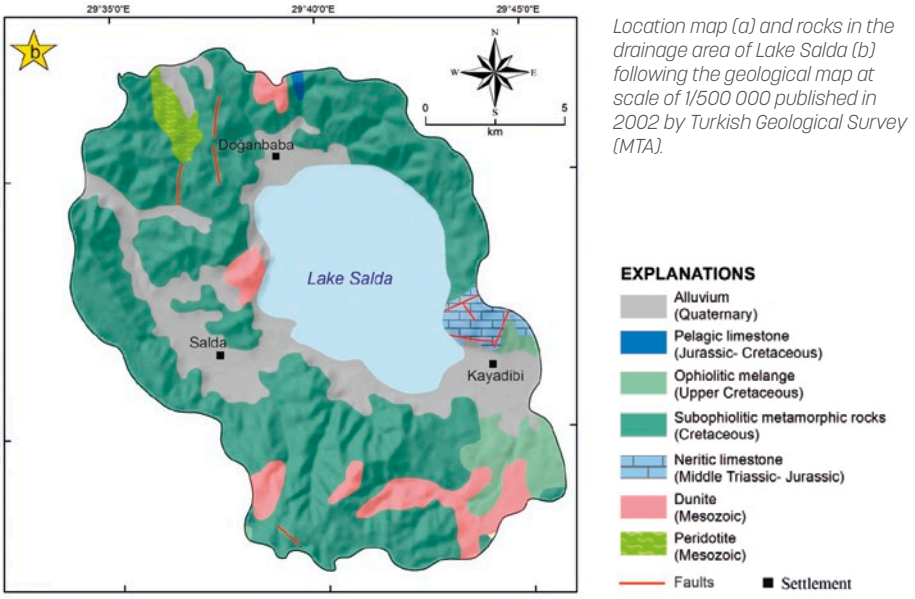 29°35'0"E
29°40'0"E
29°45'0"E
b
N
W
E
S
0
5
km
Doğanbaba
Lake Salda
Salda
Kayadibi
Location map (a) and rocks in the
drainage area of Lake Salda (b)
following the geological map at
scale of 1/500 000 published in
2002 by Turkish Geological Survey
(MTA).
EXPLANATIONS
Alluvium
(Quaternary)
Pelagic limestone
(Jurassic- Cretaceous)
Ophiolitic melange
(Upper Cretaceous)
Subophiolitic metamorphic rocks
(Cretaceous)
Neritic limestone
(Middle Triassic- Jurassic)
Dunite
(Mesozoic)
Peridotite
(Mesozoic)
Faults
Settlement